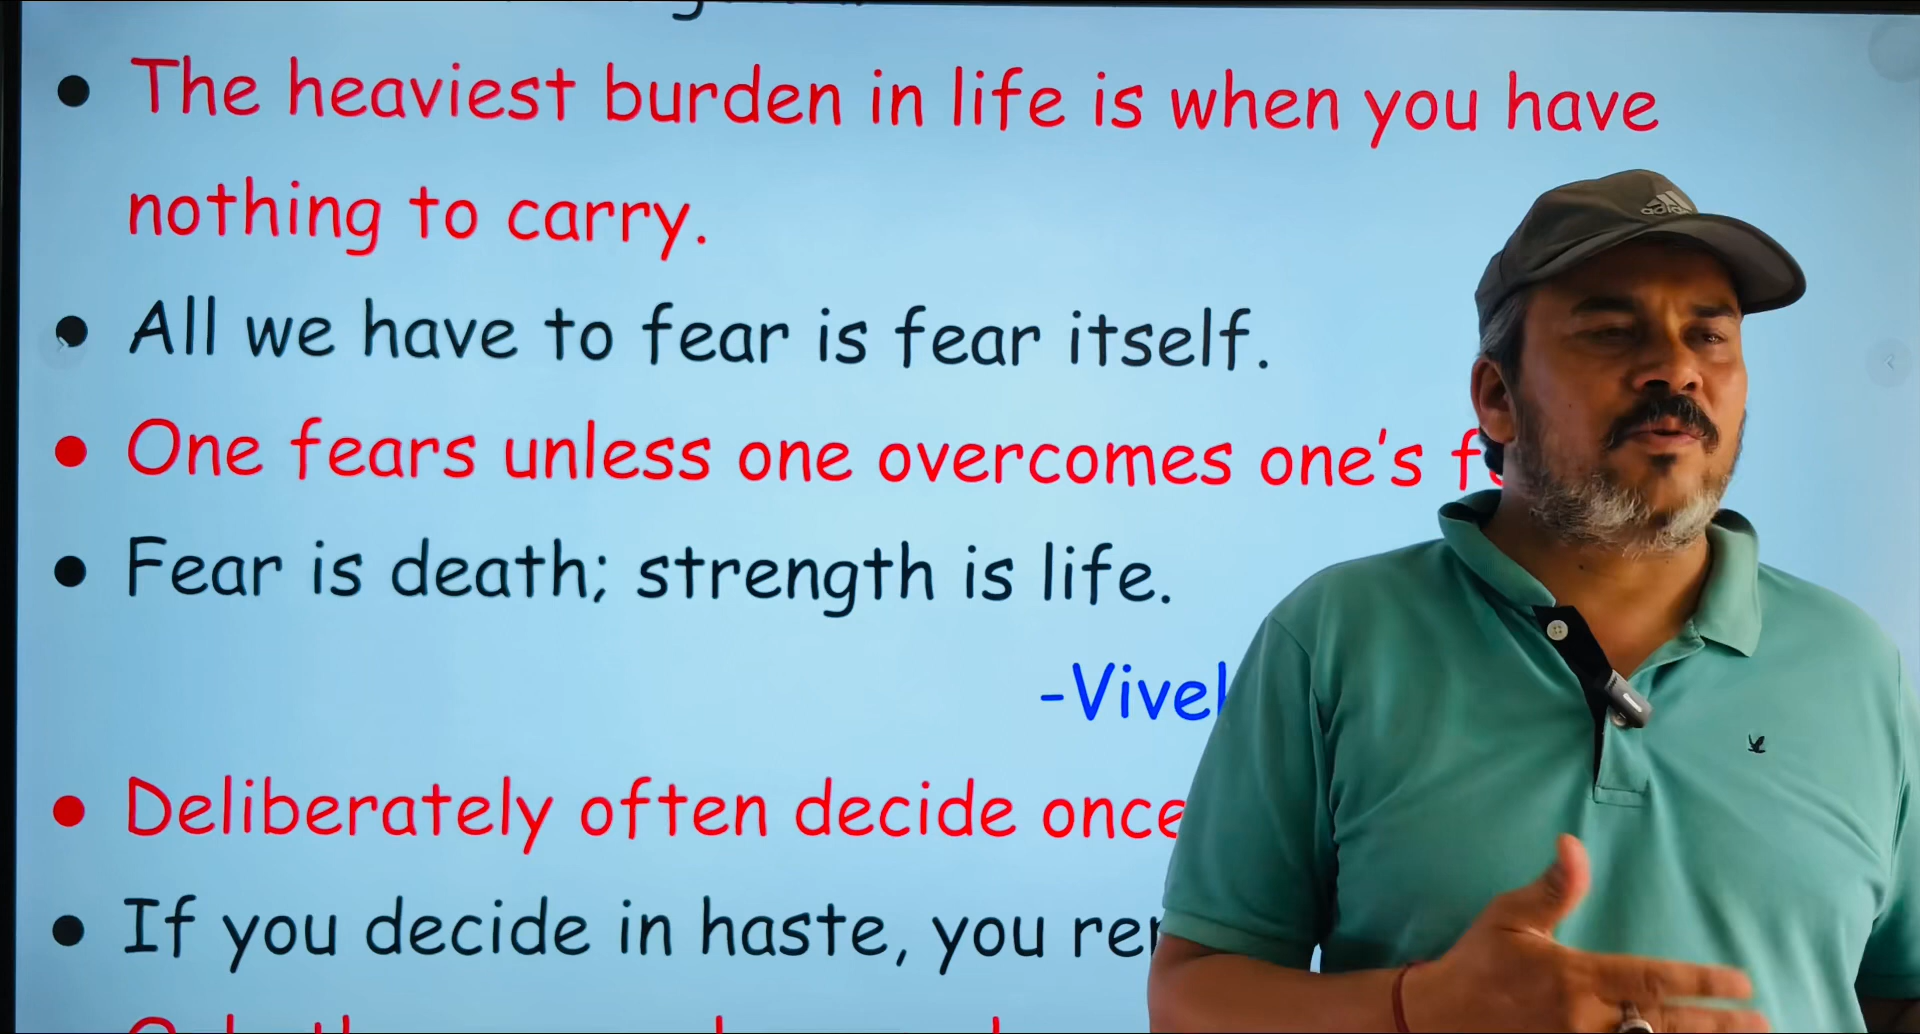 • The heaviest burden in life is when you have
nothing to carry.
• All we have to fear is fear itself.
• One fears unless one overcomes one's
• Fear is death; strength is life.
• Deliberately often decide once
• If you decide in haste, you
adidas